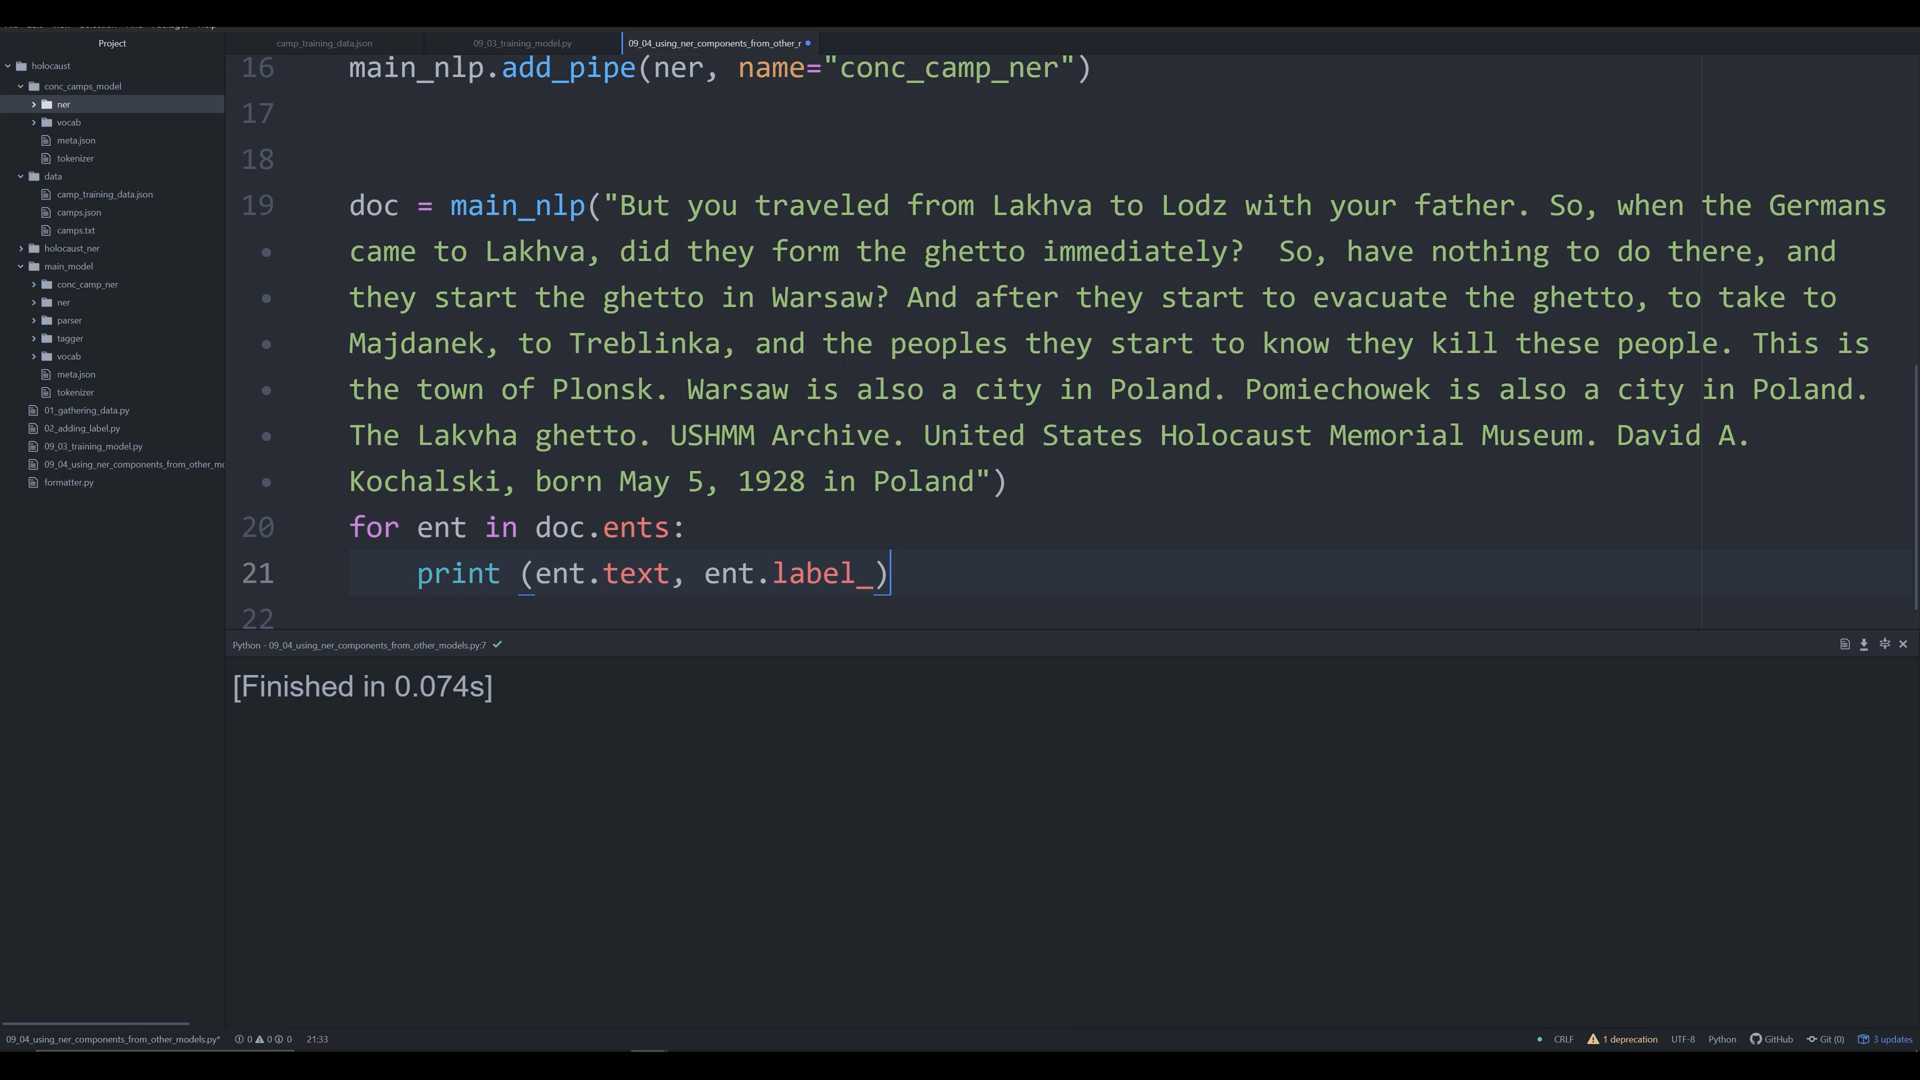 Project
camp_training_data.json
09_03_training_model.py
09_04_using_ner_components_from_other_r
holocaust
conc_camps_model
ner
vocab
meta.json
tokenizer
data
camp_training_data.json
camps.json
camps.txt
holocaust_ner
main_model
conc_camp_ner
ner
parser
tagger
vocab
meta.json
tokenizer
01_gathering_data.py
02_adding_label.py
09_03_training_model.py
09_04_using_ner_components_from_other_mo
formatter.py
16 main_nlp.add_pipe(ner, name="conc_camp_ner")
17
18
19 doc = main_nlp("But you traveled from Lakhva to Lodz with your father. So, when the Germans
came to Lakhva, did they form the ghetto immediately?  So, have nothing to do there, and
they start the ghetto in Warsaw? And after they start to evacuate the ghetto, to take to
Majdanek, to Treblinka, and the peoples they start to know they kill these people. This is
the town of Plonsk. Warsaw is also a city in Poland. Pomiechowek is also a city in Poland.
The Lakvha ghetto. USHMM Archive. United States Holocaust Memorial Museum. David A.
Kochalski, born May 5, 1928 in Poland")
20 for ent in doc.ents:
21     print (ent.text, ent.label_)
22
Python - 09_04_using_ner_components_from_other_models.py:7
[Finished in 0.074s]
09_04_using_ner_components_from_other_models.py* 0 0 0 21:33 CRLF 1 deprecation UTF-8 Python GitHub Git (0) 3 updates